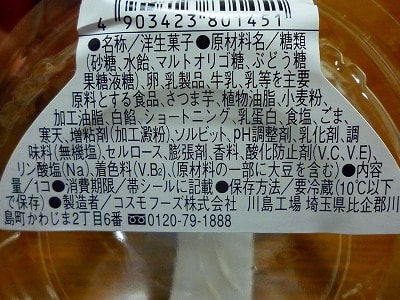 4 903423 801451
●名称/洋生菓子●原材料名/糖類
(砂糖、水飴、マルトオリゴ糖、ぶどう糖
果糖液糖)、卵、乳製品、牛乳、乳等を主要
原料とする食品、さつま芋、植物油脂、小麦粉、
加工油脂、白餡、ショートニング、乳蛋白、食塩、ごま、
寒天、増粘剤(加工澱粉)、ソルビット、pH調整剤、乳化剤、調
味料(無機塩)、セルロース、膨張剤、香料、酸化防止剤(V.C、V.E)、
リン酸塩(Na)、着色料(V.B₂)、(原材料の一部に大豆を含む)●内容
量/1コ●消費期限/帯シールに記載●保存方法/要冷蔵(10℃以下
で保存)●製造者/コスモフーズ株式会社 川島工場 埼玉県比企郡川
島町かわじま2丁目6番 0120-79-1888